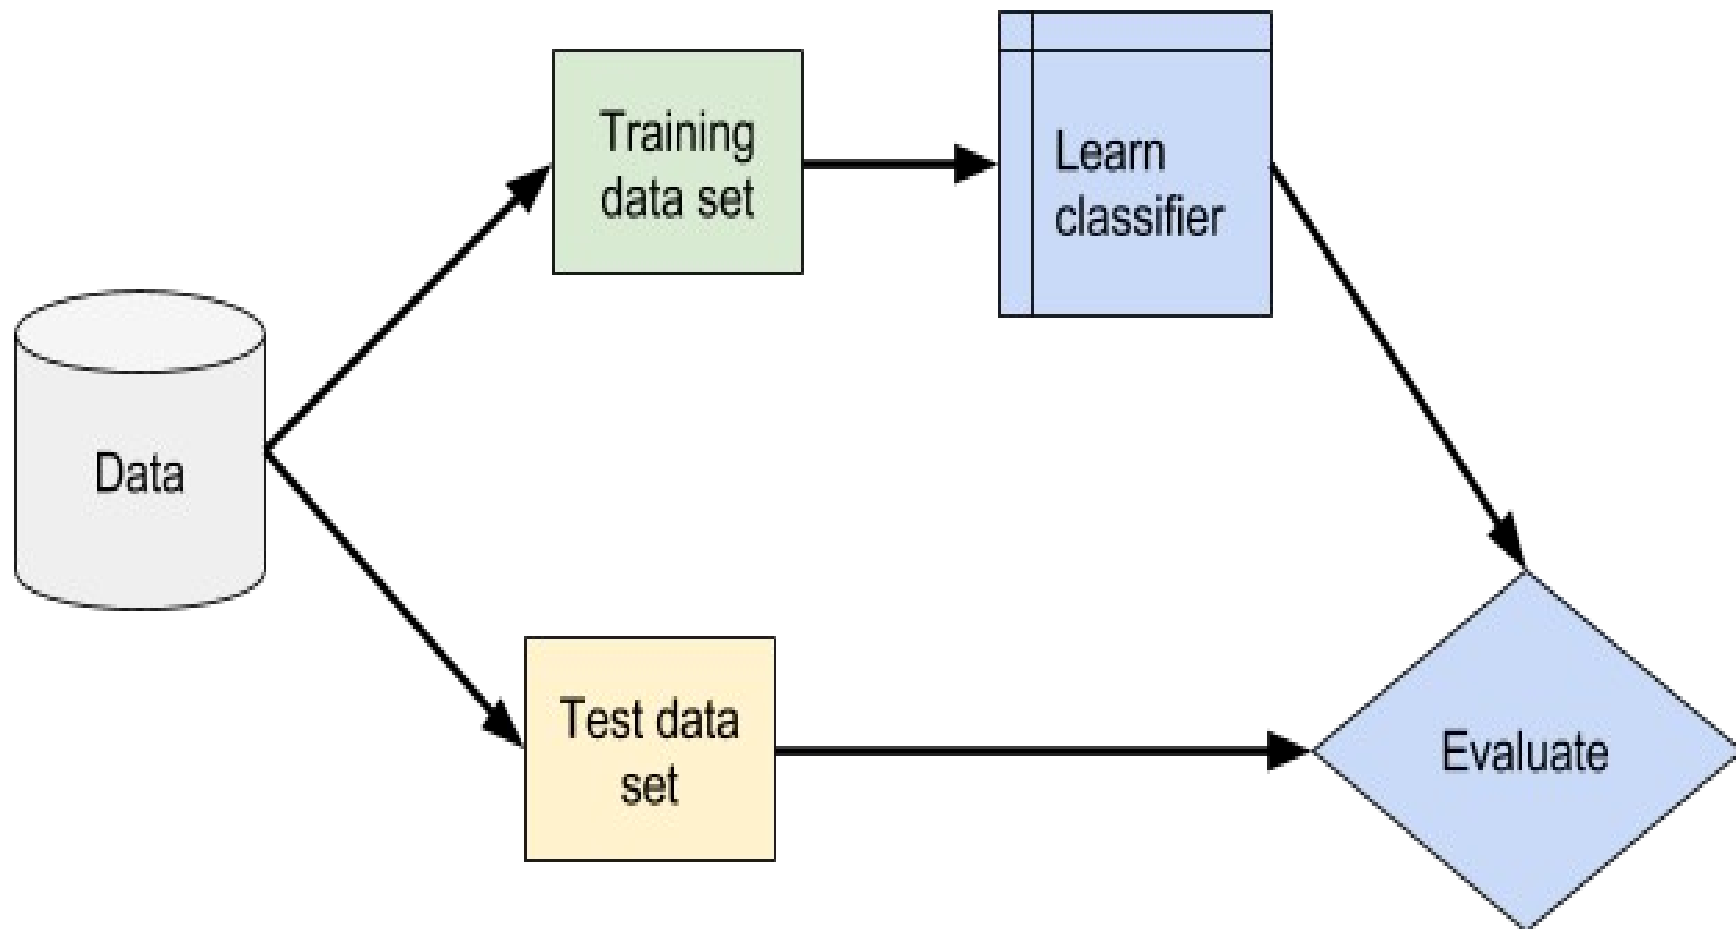 Training
data set
Learn
classifier
Data
Test data
set
Evaluate